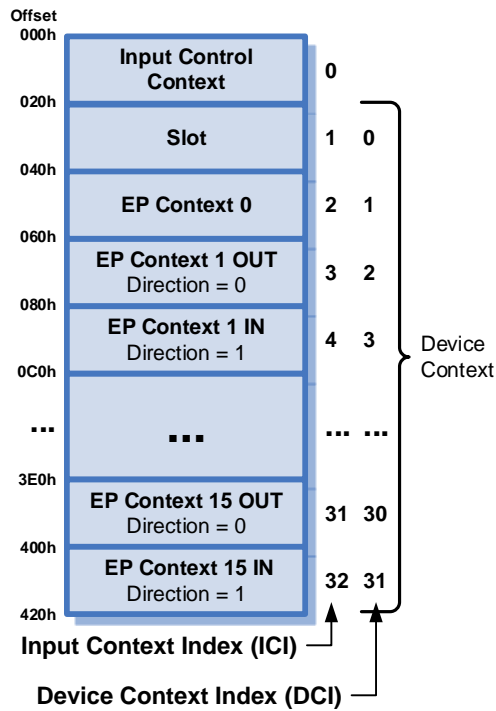 Offset
000h
Input Control
Context
0
020h
Slot
1 0
040h
EP Context 0
2 1
060h
EP Context 1 OUT
Direction = 0
3 2
080h
EP Context 1 IN
Direction = 1
4 3
Device
Context
0C0h
...
...
... ...
3E0h
EP Context 15 OUT
Direction = 0
31 30
400h
EP Context 15 IN
Direction = 1
32 31
420h
Input Context Index (ICI)
Device Context Index (DCI)